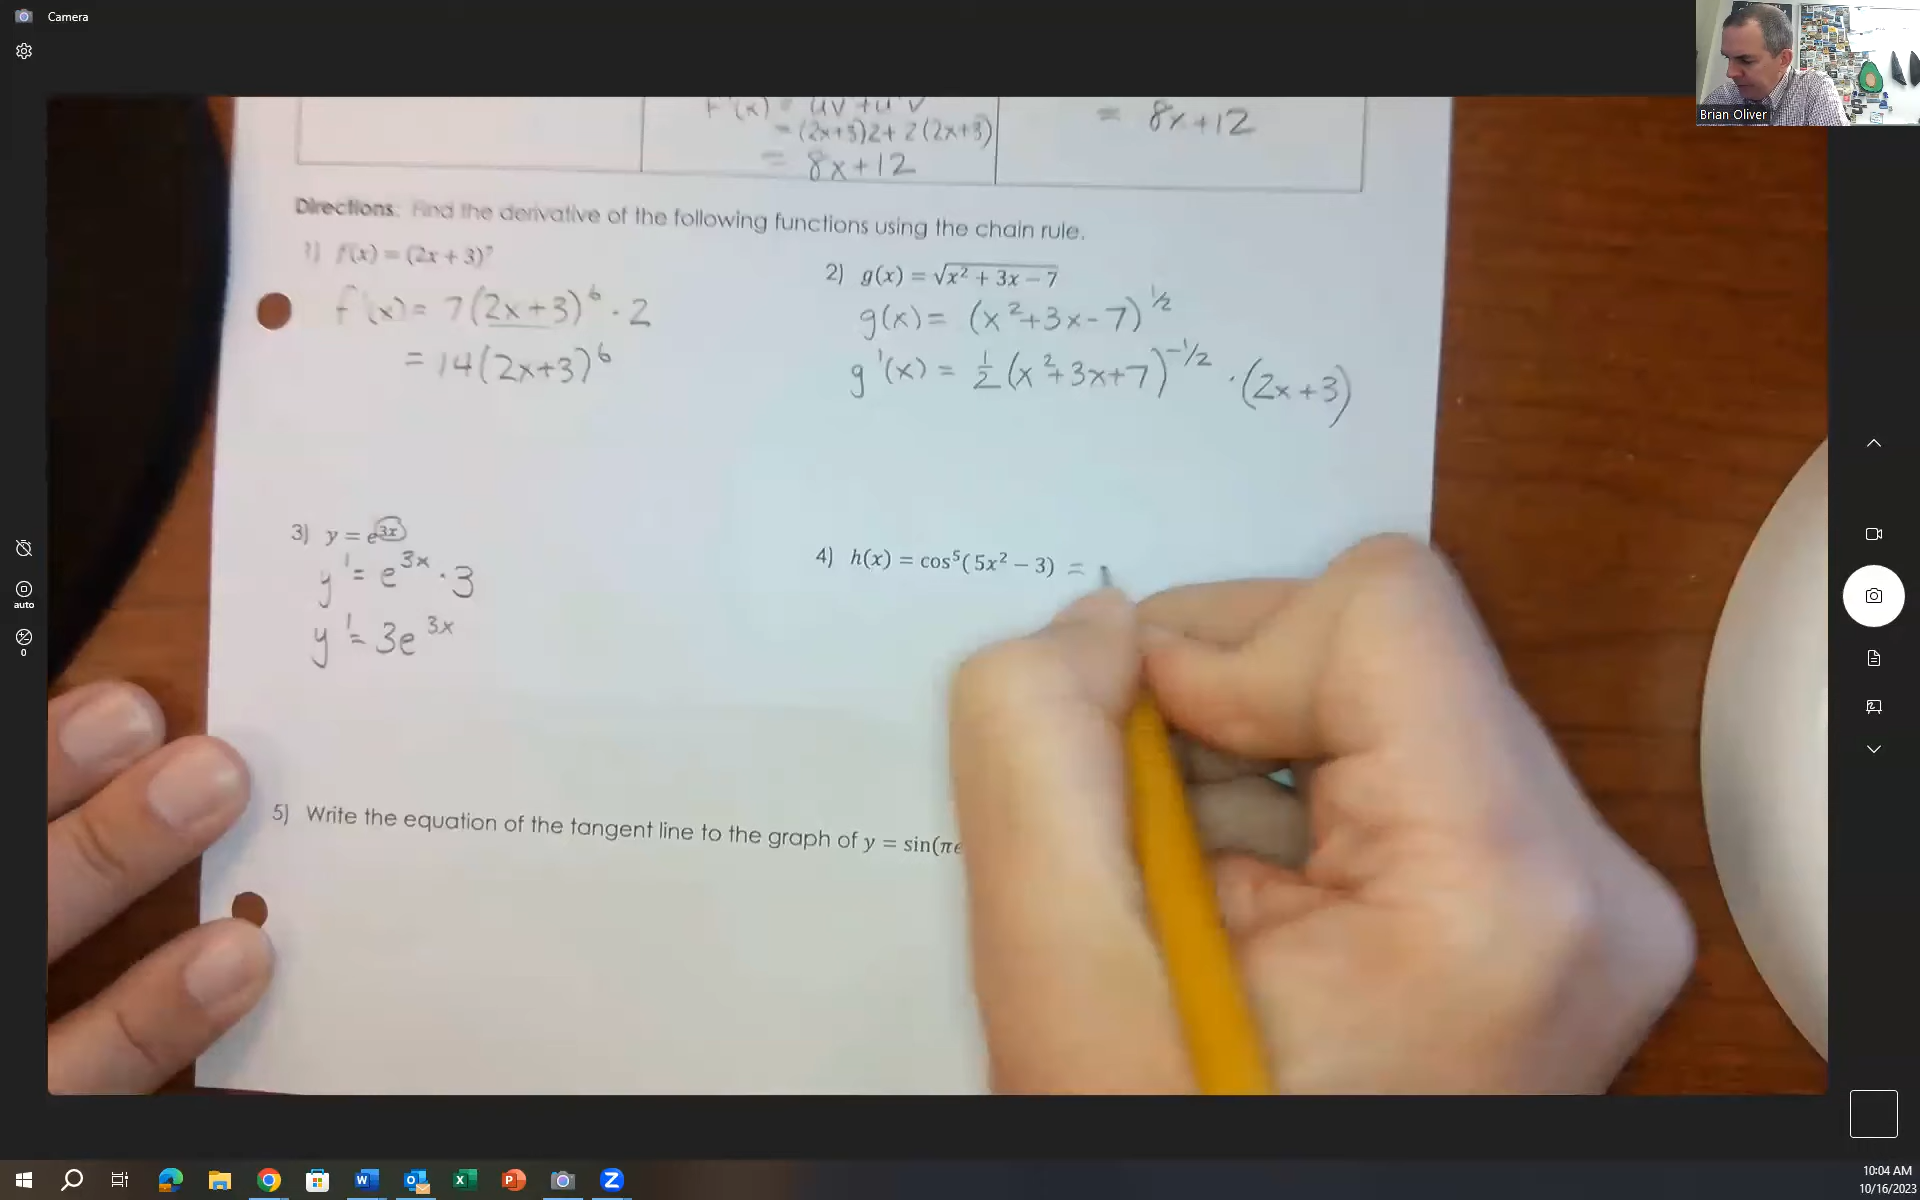 Camera
Brian Oliver
f'(x) = uv'+u'v
= (2x+3)2+2(2x+3)
= 8x+12
= 8x+12
Directions: Find the derivative of the following functions using the chain rule.
1) f(x) = (2x + 3)⁷
f'(x) = 7(2x+3)⁶ · 2
= 14(2x+3)⁶
2) g(x) = √x² + 3x − 7
g(x) = (x²+3x-7)^1/2
g'(x) = 1/2 (x²+3x+7)^-1/2 · (2x+3)
3) y = e^3x
y' = e^3x · 3
y' = 3e^3x
4) h(x) = cos⁵(5x² − 3) =
5) Write the equation of the tangent line to the graph of y = sin(πe
auto
0
10:04 AM
10/16/2023